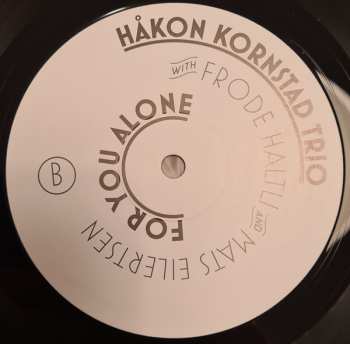 HÅKON KORNSTAD TRIO
WITH FRODE HALTLI AND MATS EILERTSEN
FOR YOU ALONE
B